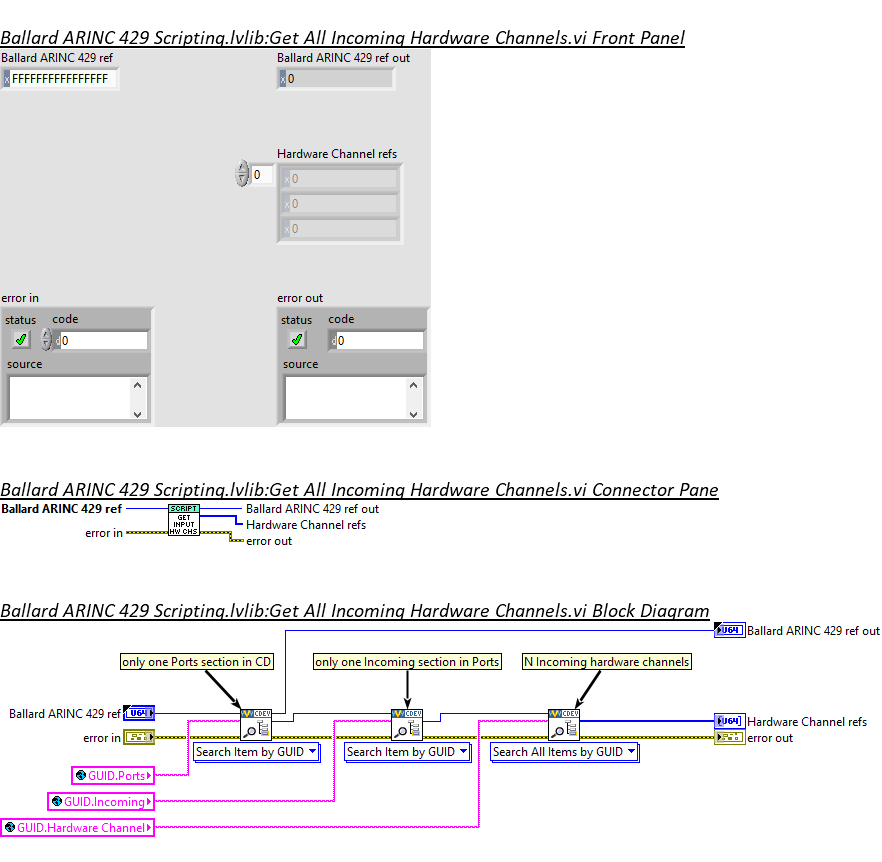 Ballard ARINC 429 Scripting.lvlib:Get All Incoming Hardware Channels.vi Front Panel
Ballard ARINC 429 ref
Ballard ARINC 429 ref out
x FFFFFFFFFFFFFFFF
x 0
Hardware Channel refs
0
x 0
x 0
x 0
error in
error out
status code
status code
d 0
d 0
source
source
Ballard ARINC 429 Scripting.lvlib:Get All Incoming Hardware Channels.vi Connector Pane
Ballard ARINC 429 ref
SCRIPT
GET
INPUT
HW CHS
Ballard ARINC 429 ref out
Hardware Channel refs
error in
error out
Ballard ARINC 429 Scripting.lvlib:Get All Incoming Hardware Channels.vi Block Diagram
U64
Ballard ARINC 429 ref out
only one Ports section in CD
only one Incoming section in Ports
N Incoming hardware channels
Ballard ARINC 429 ref
U64
CDEV
CDEV
CDEV
U64
Hardware Channel refs
error in
error out
Search Item by GUID
Search Item by GUID
Search All Items by GUID
GUID.Ports
GUID.Incoming
GUID.Hardware Channel